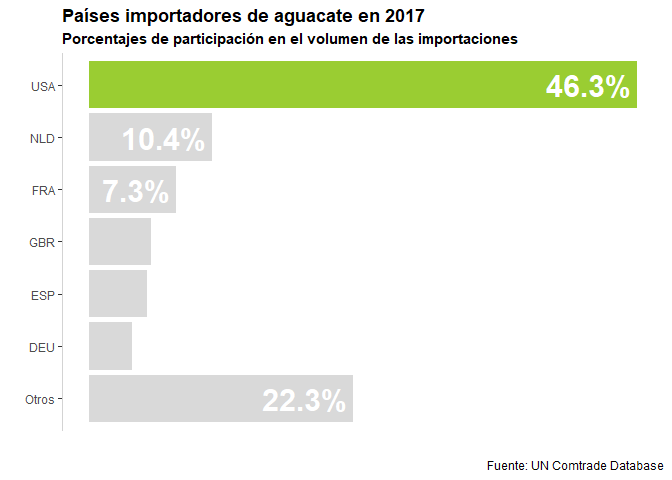 Países importadores de aguacate en 2017
Porcentajes de participación en el volumen de las importaciones
USA 46.3%
NLD 10.4%
FRA 7.3%
GBR
ESP
DEU
Otros 22.3%
Fuente: UN Comtrade Database